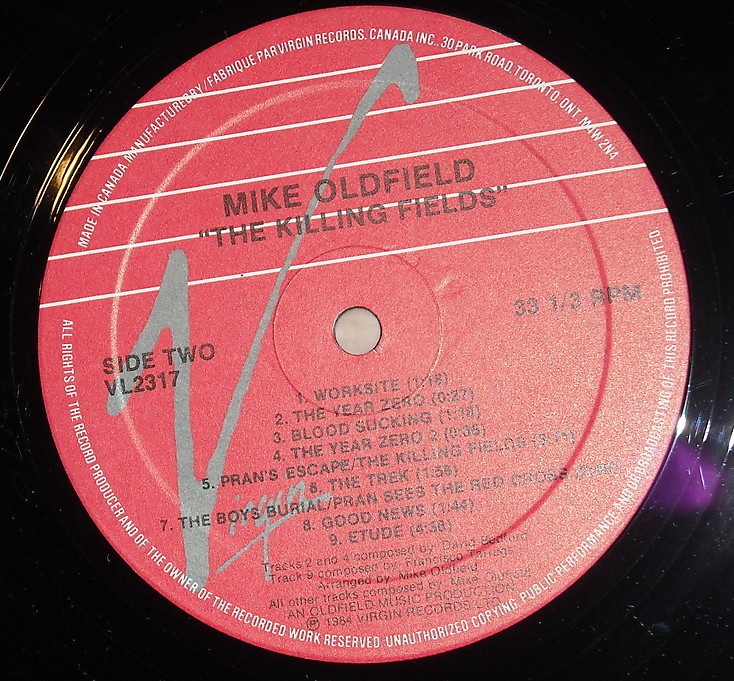 MADE IN CANADA MANUFACTURED BY / FABRIQUE PAR VIRGIN RECORDS. CANADA INC., 30 PARK ROAD, TORONTO, ONT. M4W 2N4
MIKE OLDFIELD
"THE KILLING FIELDS"
33 1/3 RPM
SIDE TWO
VL2317
1. WORKSITE (1:18)
2. THE YEAR ZERO (0:27)
3. BLOOD SUCKING (1:18)
4. THE YEAR ZERO 2 (0:36)
5. PRAN'S ESCAPE/THE KILLING FIELDS (3:11)
6. THE TREK (1:58)
7. THE BOYS BURIAL/PRAN SEES THE RED CROSS
8. GOOD NEWS (1:44)
9. ETUDE (4:38)
Virgin
Tracks 2 and 4 composed by: David Bedford
Track 9 composed by: Francisco Tarrega
Arranged by: Mike Oldfield
All other tracks composed by: Mike Oldfield
AN OLDFIELD MUSIC PRODUCTION
℗ 1984 VIRGIN RECORDS LTD.
ALL RIGHTS OF THE RECORD PRODUCER AND OF THE OWNER OF THE RECORDED WORK RESERVED. UNAUTHORIZED COPYING, PUBLIC PERFORMANCE AND/OR BROADCASTING OF THIS RECORD PROHIBITED